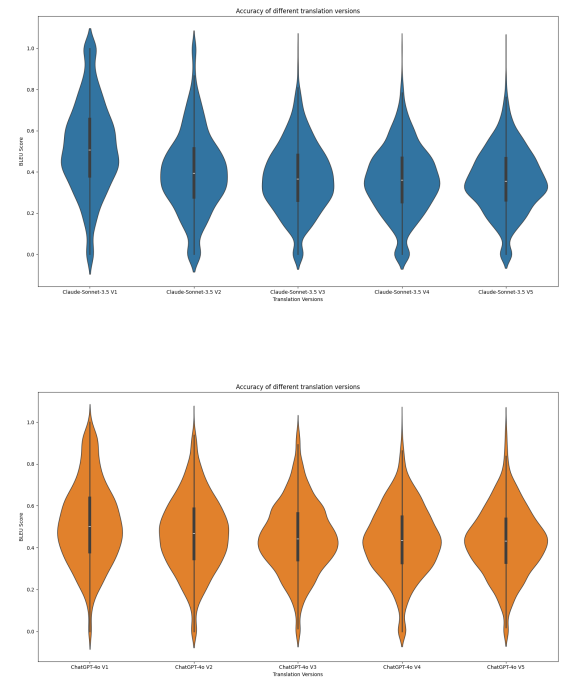 Accuracy of different translation versions
1.0
0.8
0.6
0.4
0.2
0.0
BLEU Score
Claude-Sonnet-3.5 V1 Claude-Sonnet-3.5 V2 Claude-Sonnet-3.5 V3 Claude-Sonnet-3.5 V4 Claude-Sonnet-3.5 V5
Translation Versions
Accuracy of different translation versions
1.0
0.8
0.6
0.4
0.2
0.0
BLEU Score
ChatGPT-4o V1 ChatGPT-4o V2 ChatGPT-4o V3 ChatGPT-4o V4 ChatGPT-4o V5
Translation Versions